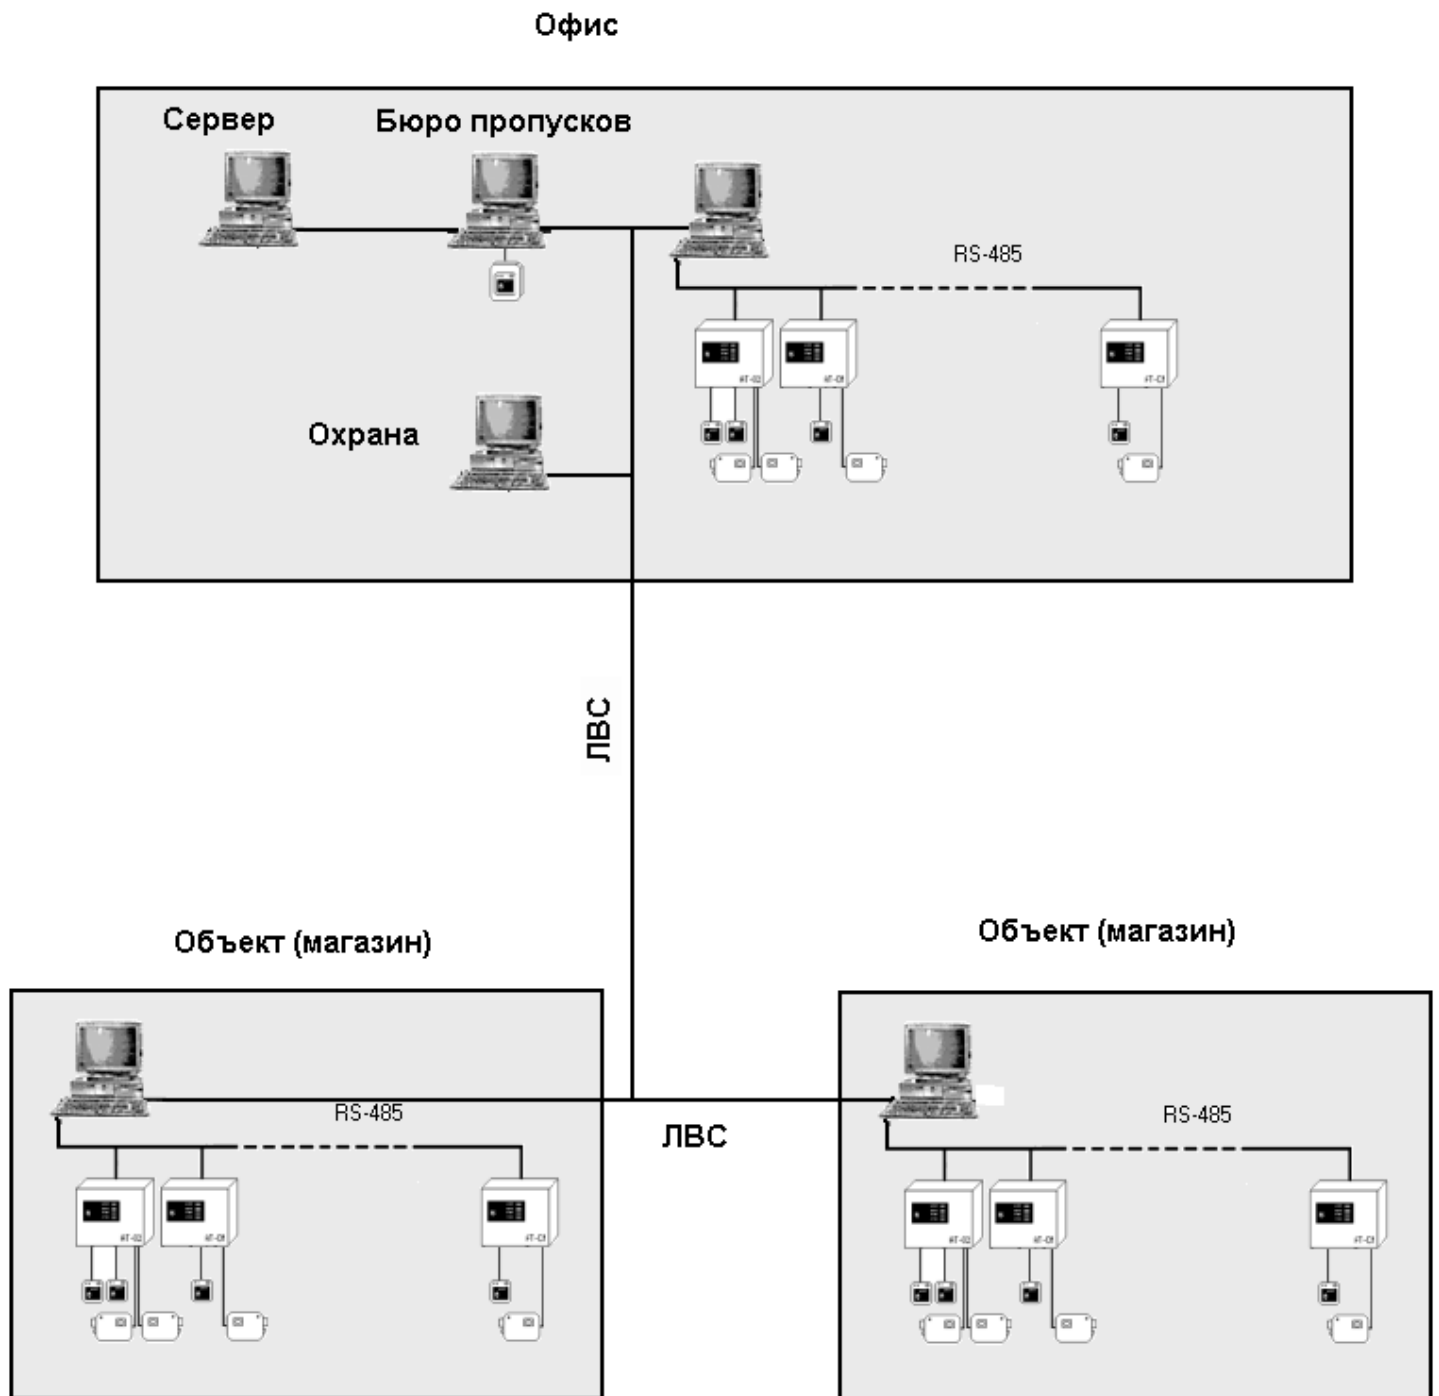 Офис
Сервер
Бюро пропусков
RS-485
Охрана
ЛВС
Объект (магазин)
Объект (магазин)
RS-485
ЛВС
RS-485